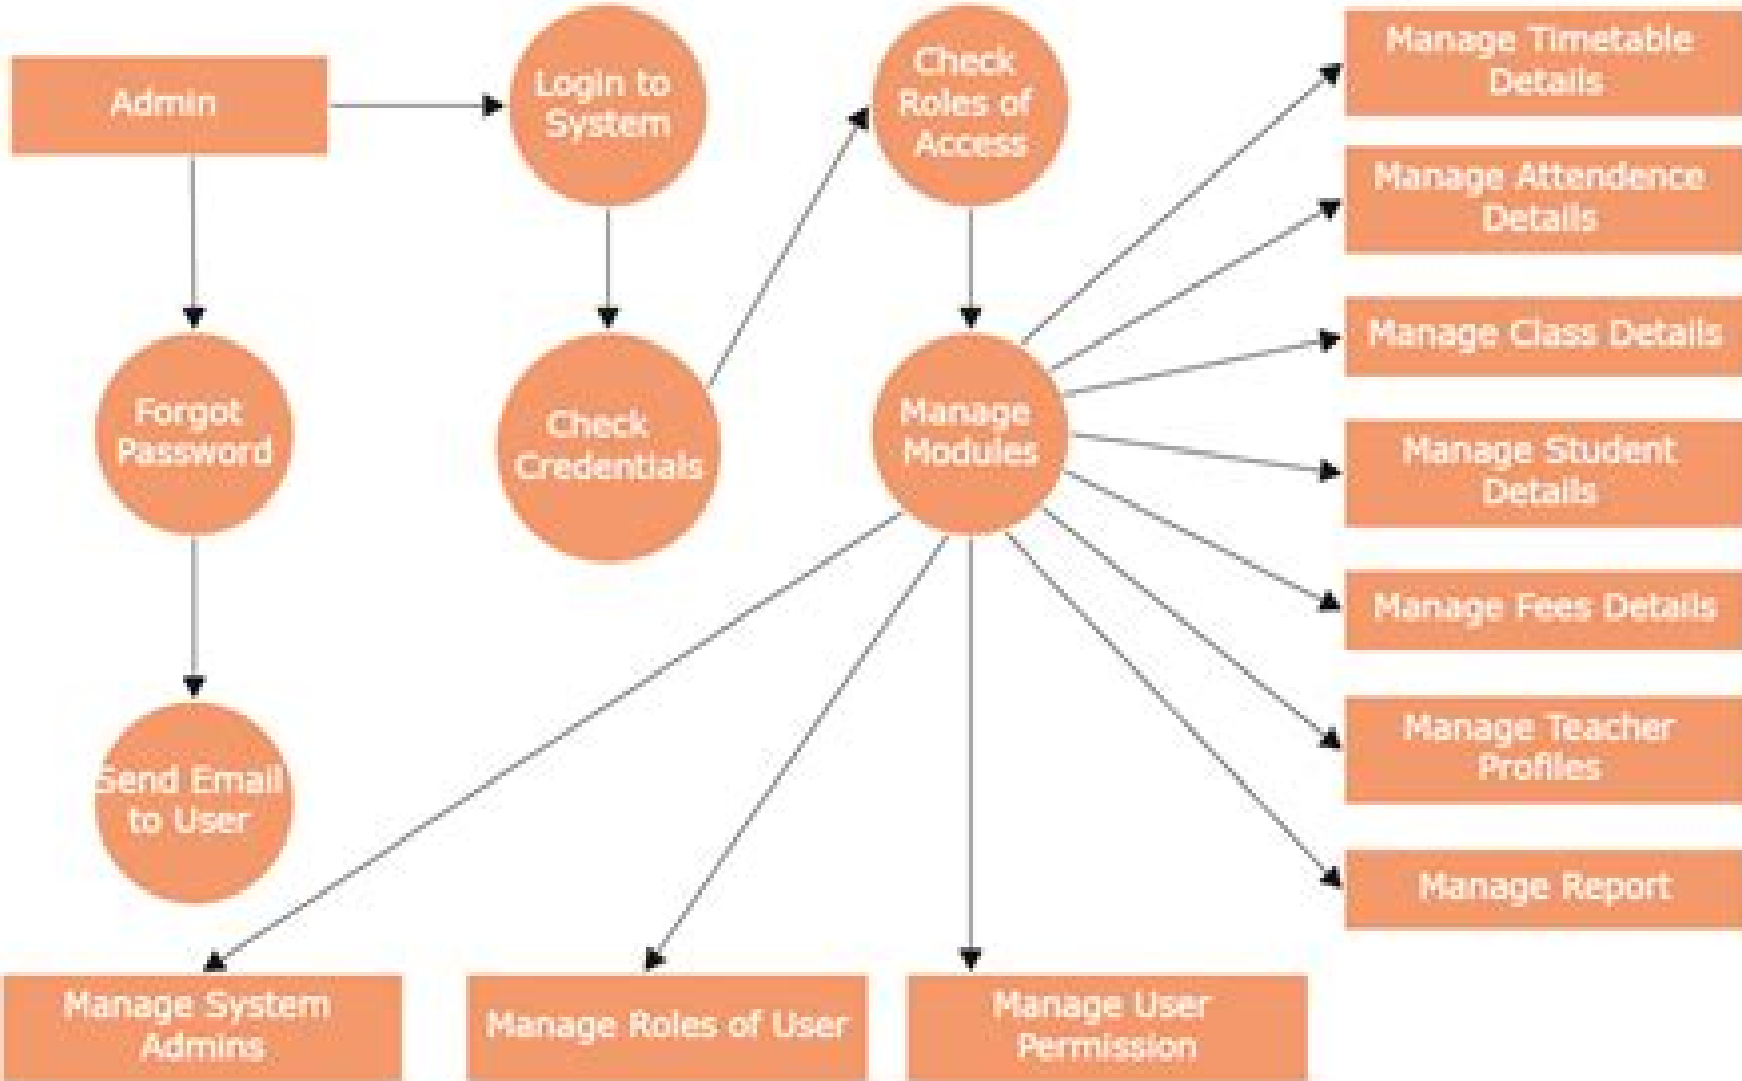 Admin
Login to
System
Check
Roles of
Access
Manage Timetable
Details
Manage Attendence
Details
Manage Class Details
Forgot
Password
Check
Credentials
Manage
Modules
Manage Student
Details
Manage Fees Details
Manage Teacher
Profiles
Send Email
to User
Manage Report
Manage System
Admins
Manage Roles of User
Manage User
Permission